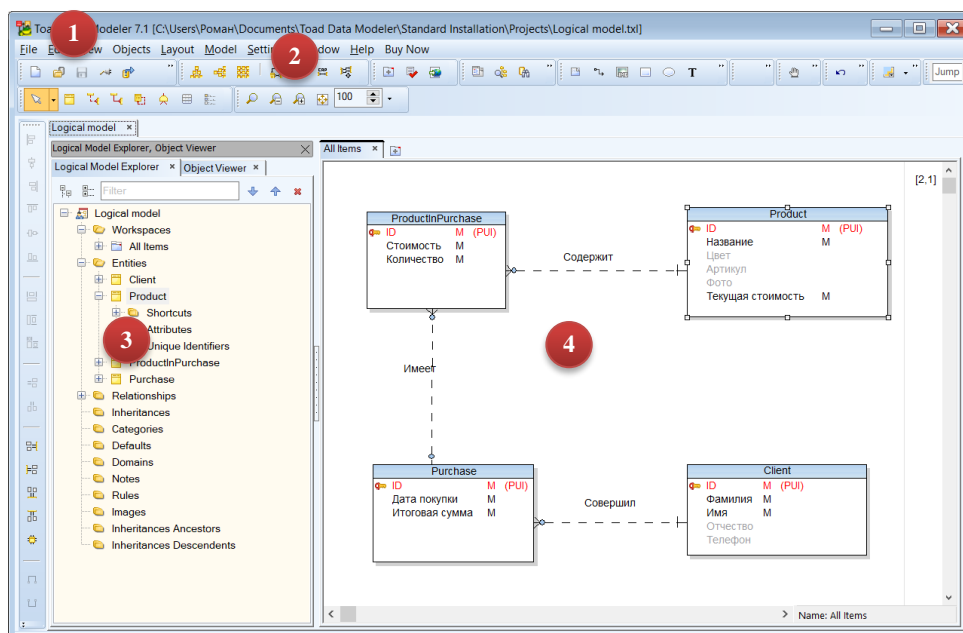 Toad Modeler 7.1 [C:\Users\Роман\Documents\Toad Data Modeler\Standard Installation\Projects\Logical model.txl]
1
File Objects Layout Model Help Buy Now
2
Jump
100
Logical model
Logical Model Explorer, Object Viewer
All Items
Logical Model Explorer Object Viewer
Filter
[2,1]
Logical model
Workspaces
All Items
Entities
Client
Product
Shortcuts
Attributes
Unique Identifiers
3
ProductInPurchase
Purchase
Relationships
Inheritances
Categories
Defaults
Domains
Notes
Rules
Images
Inheritances Ancestors
Inheritances Descendents
ProductInPurchase
ID M (PUI)
Стоимость M
Количество M
Содержит
Product
ID M (PUI)
Название M
Цвет
Артикул
Фото
Текущая стоимость M
4
Имеет
Purchase
ID M (PUI)
Дата покупки M
Итоговая сумма M
Совершил
Client
ID M (PUI)
Фамилия M
Имя M
Отчество
Телефон
Name: All Items